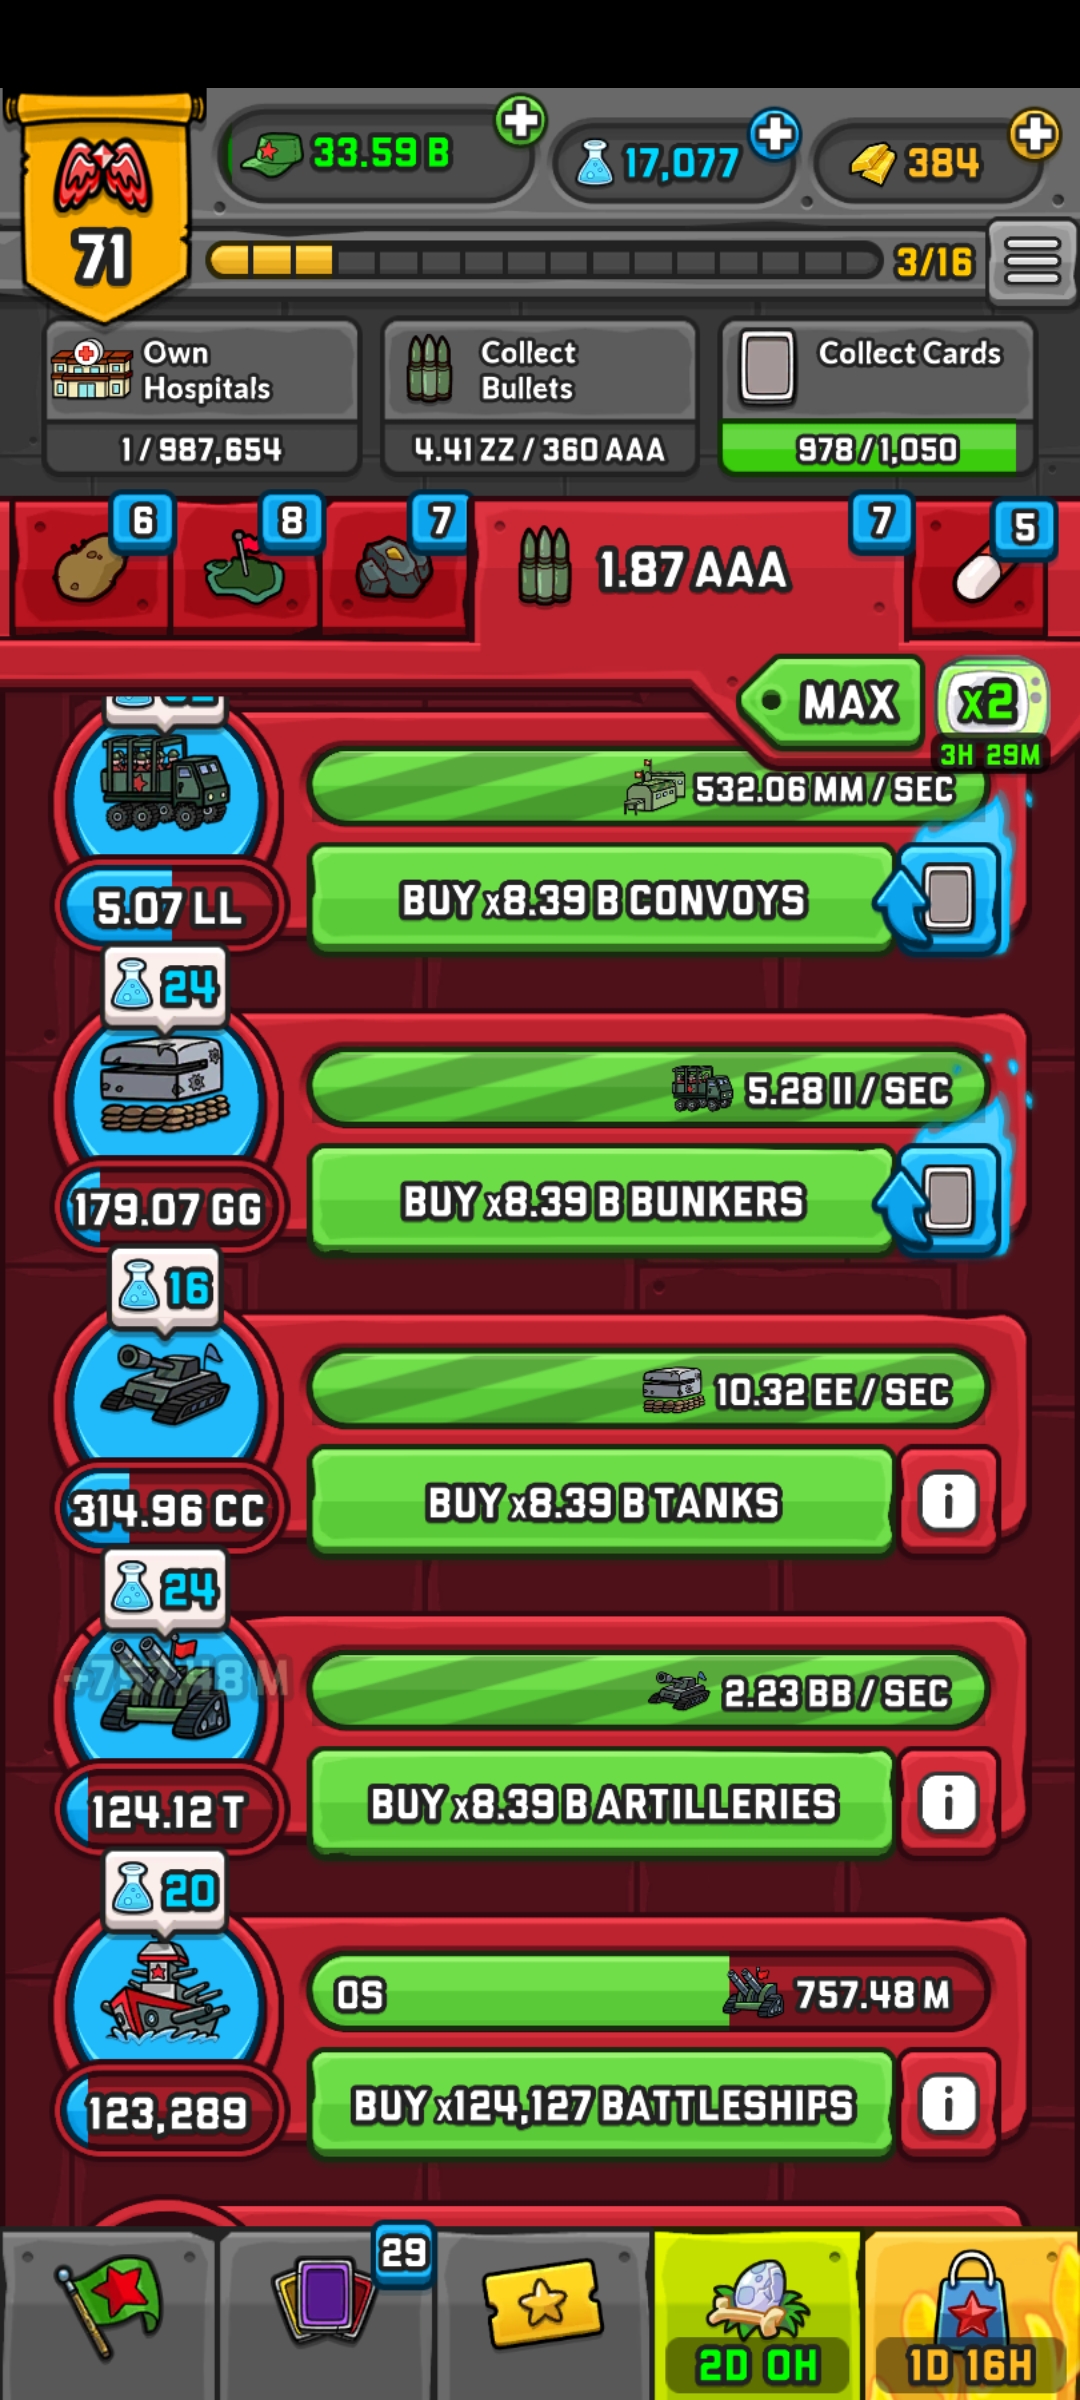 71
33.59 B
17,077
384
3/16
Own
Hospitals
1 / 987,654
Collect
Bullets
4.41 ZZ / 360 AAA
Collect Cards
978 / 1,050
6
8
7
1.87 AAA
7
5
MAX
x2
3H 29M
532.06 MM / SEC
5.07 LL
BUY x8.39 B CONVOYS
24
5.28 II / SEC
179.07 GG
BUY x8.39 B BUNKERS
16
10.32 EE / SEC
314.96 CC
BUY x8.39 B TANKS
i
24
2.23 BB / SEC
124.12 T
BUY x8.39 B ARTILLERIES
i
20
0S
757.48 M
123,289
BUY x124,127 BATTLESHIPS
i
29
2D 0H
1D 16H